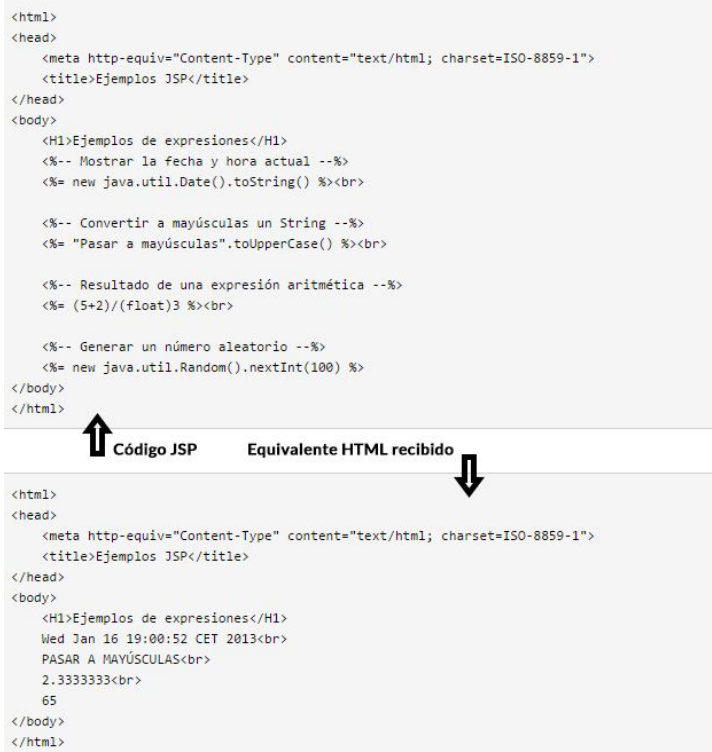 <html>
<head>
<meta http-equiv="Content-Type" content="text/html; charset=ISO-8859-1">
<title>Ejemplos JSP</title>
</head>
<body>
<H1>Ejemplos de expresiones</H1>
<%-- Mostrar la fecha y hora actual --%>
<%= new java.util.Date().toString() %><br>
<%-- Convertir a mayúsculas un String --%>
<%= "Pasar a mayúsculas".toUpperCase() %><br>
<%-- Resultado de una expresión aritmética --%>
<%= (5+2)/(float)3 %><br>
<%-- Generar un número aleatorio --%>
<%= new java.util.Random().nextInt(100) %>
</body>
</html>
Código JSP Equivalente HTML recibido
<html>
<head>
<meta http-equiv="Content-Type" content="text/html; charset=ISO-8859-1">
<title>Ejemplos JSP</title>
</head>
<body>
<H1>Ejemplos de expresiones</H1>
Wed Jan 16 19:00:52 CET 2013<br>
PASAR A MAYÚSCULAS<br>
2.3333333<br>
65
</body>
</html>